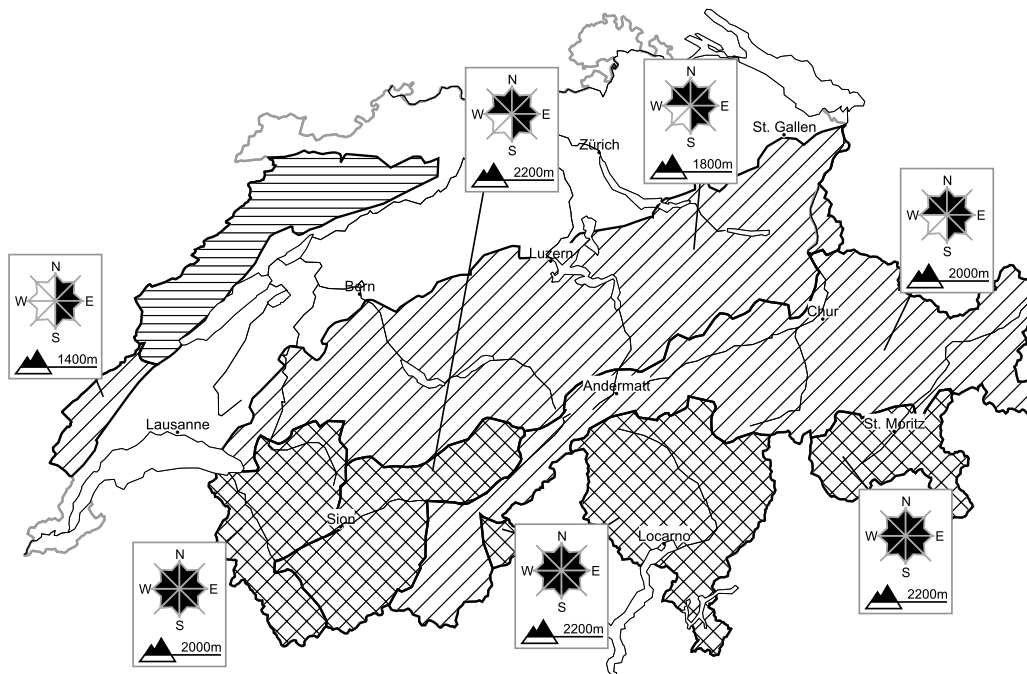 N
W E
S
2200m
N
W E
S
1800m
St. Gallen
Zürich
N
W E
S
2000m
Luzern
N
W E
S
1400m
Bern
Chur
Andermatt
Lausanne
St. Moritz
Sion
Locarno
N
W E
S
2000m
N
W E
S
2200m
N
W E
S
2200m